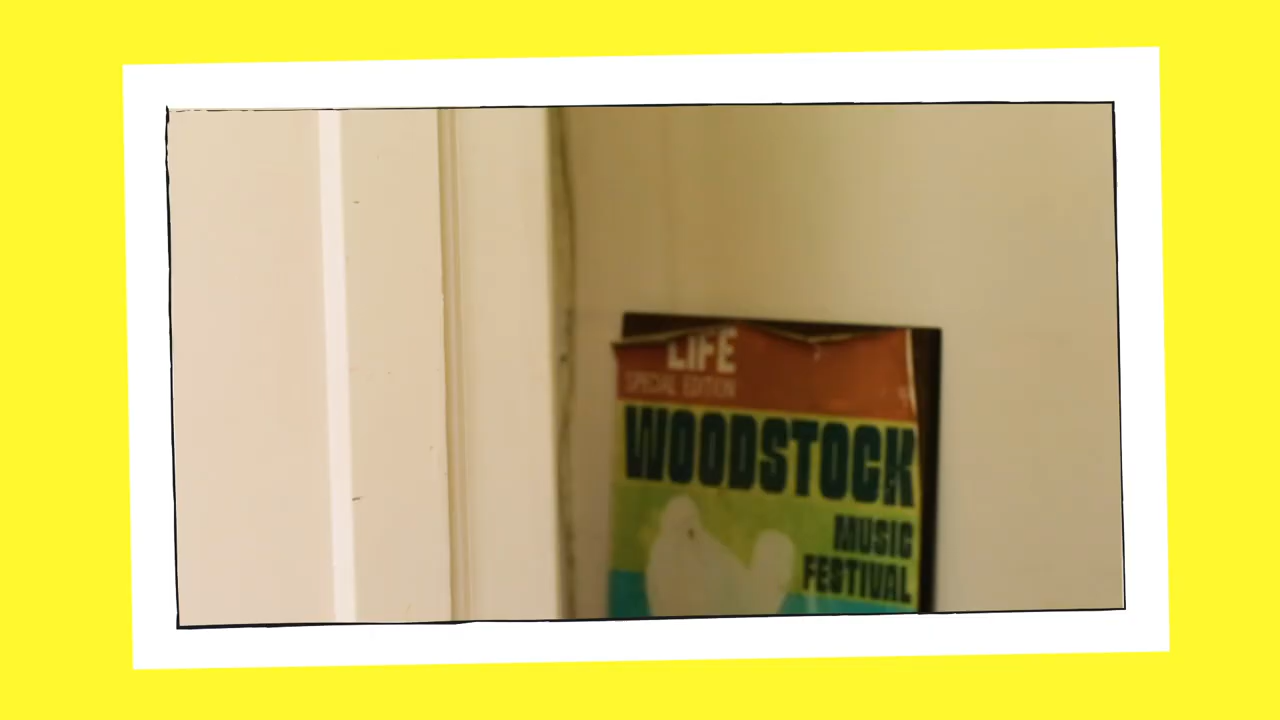 LIFE
SPECIAL EDITION
WOODSTOCK
MUSIC
FESTIVAL